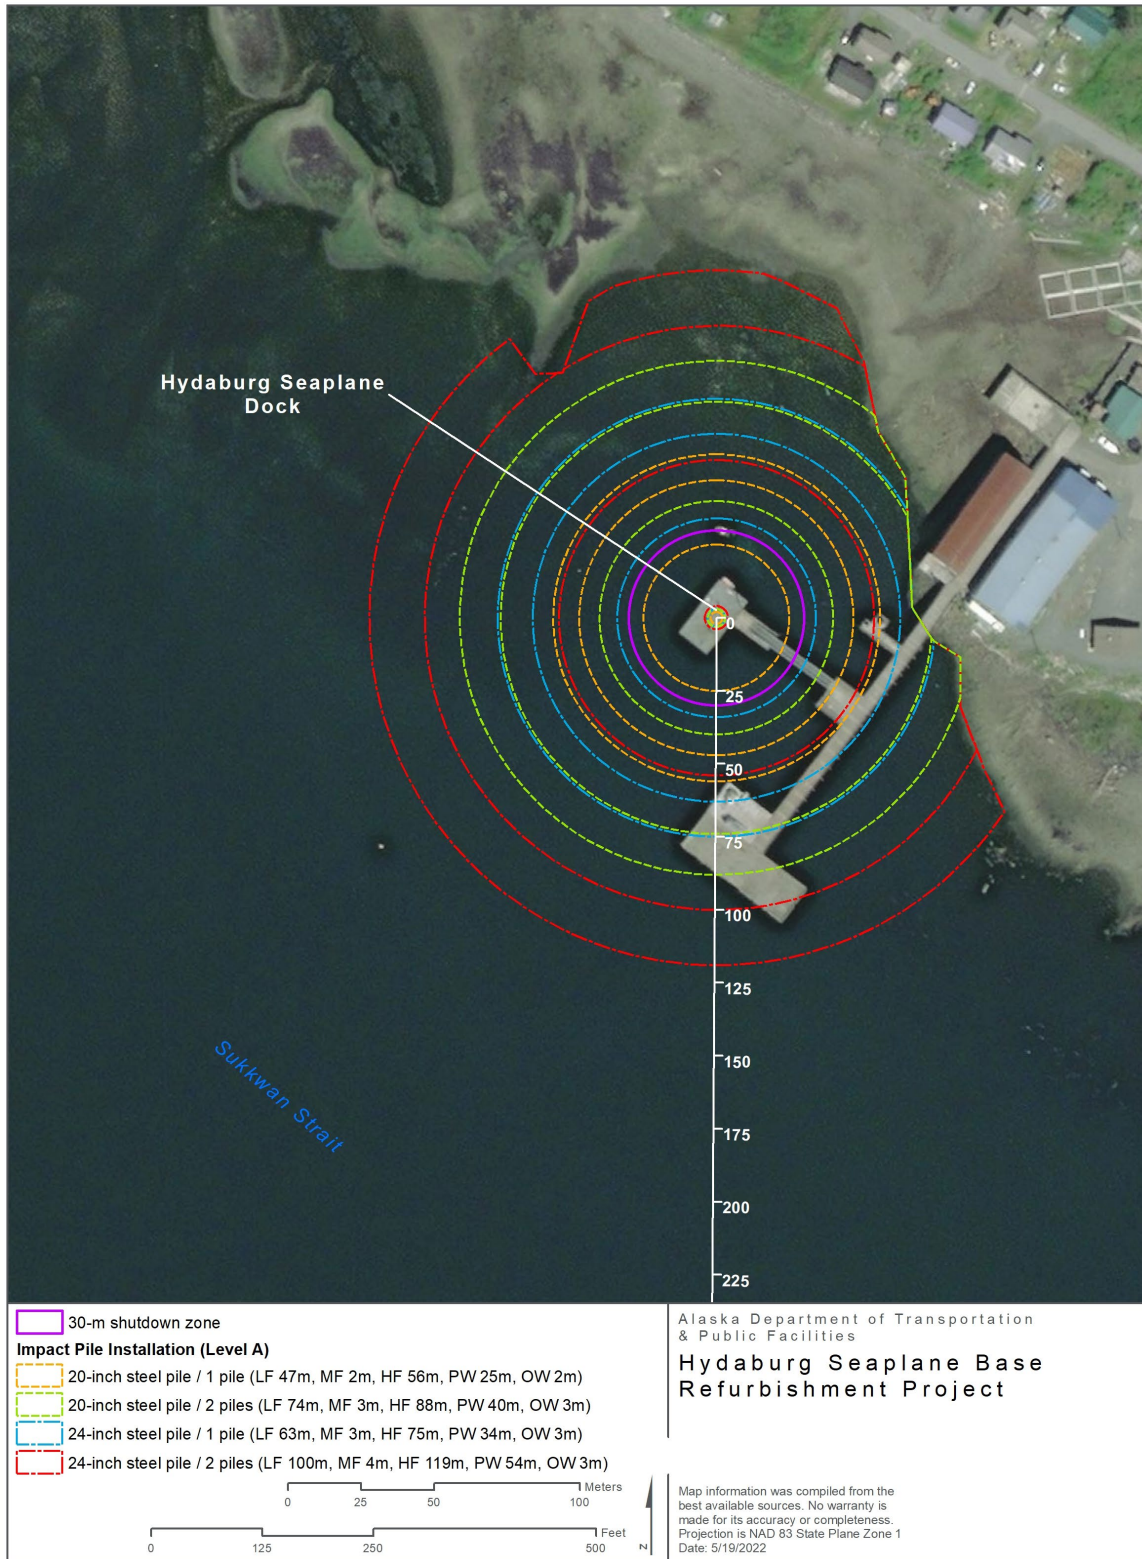 Hydaburg Seaplane
Dock
0
25
50
75
100
125
150
175
200
225
Sukkwan Strait
30-m shutdown zone
Impact Pile Installation (Level A)
20-inch steel pile / 1 pile (LF 47m, MF 2m, HF 56m, PW 25m, OW 2m)
20-inch steel pile / 2 piles (LF 74m, MF 3m, HF 88m, PW 40m, OW 3m)
24-inch steel pile / 1 pile (LF 63m, MF 3m, HF 75m, PW 34m, OW 3m)
24-inch steel pile / 2 piles (LF 100m, MF 4m, HF 119m, PW 54m, OW 3m)
Meters
0 25 50 100
Feet
0 125 250 500
N
Alaska Department of Transportation
& Public Facilities
Hydaburg Seaplane Base
Refurbishment Project
Map information was compiled from the
best available sources. No warranty is
made for its accuracy or completeness.
Projection is NAD 83 State Plane Zone 1
Date: 5/19/2022